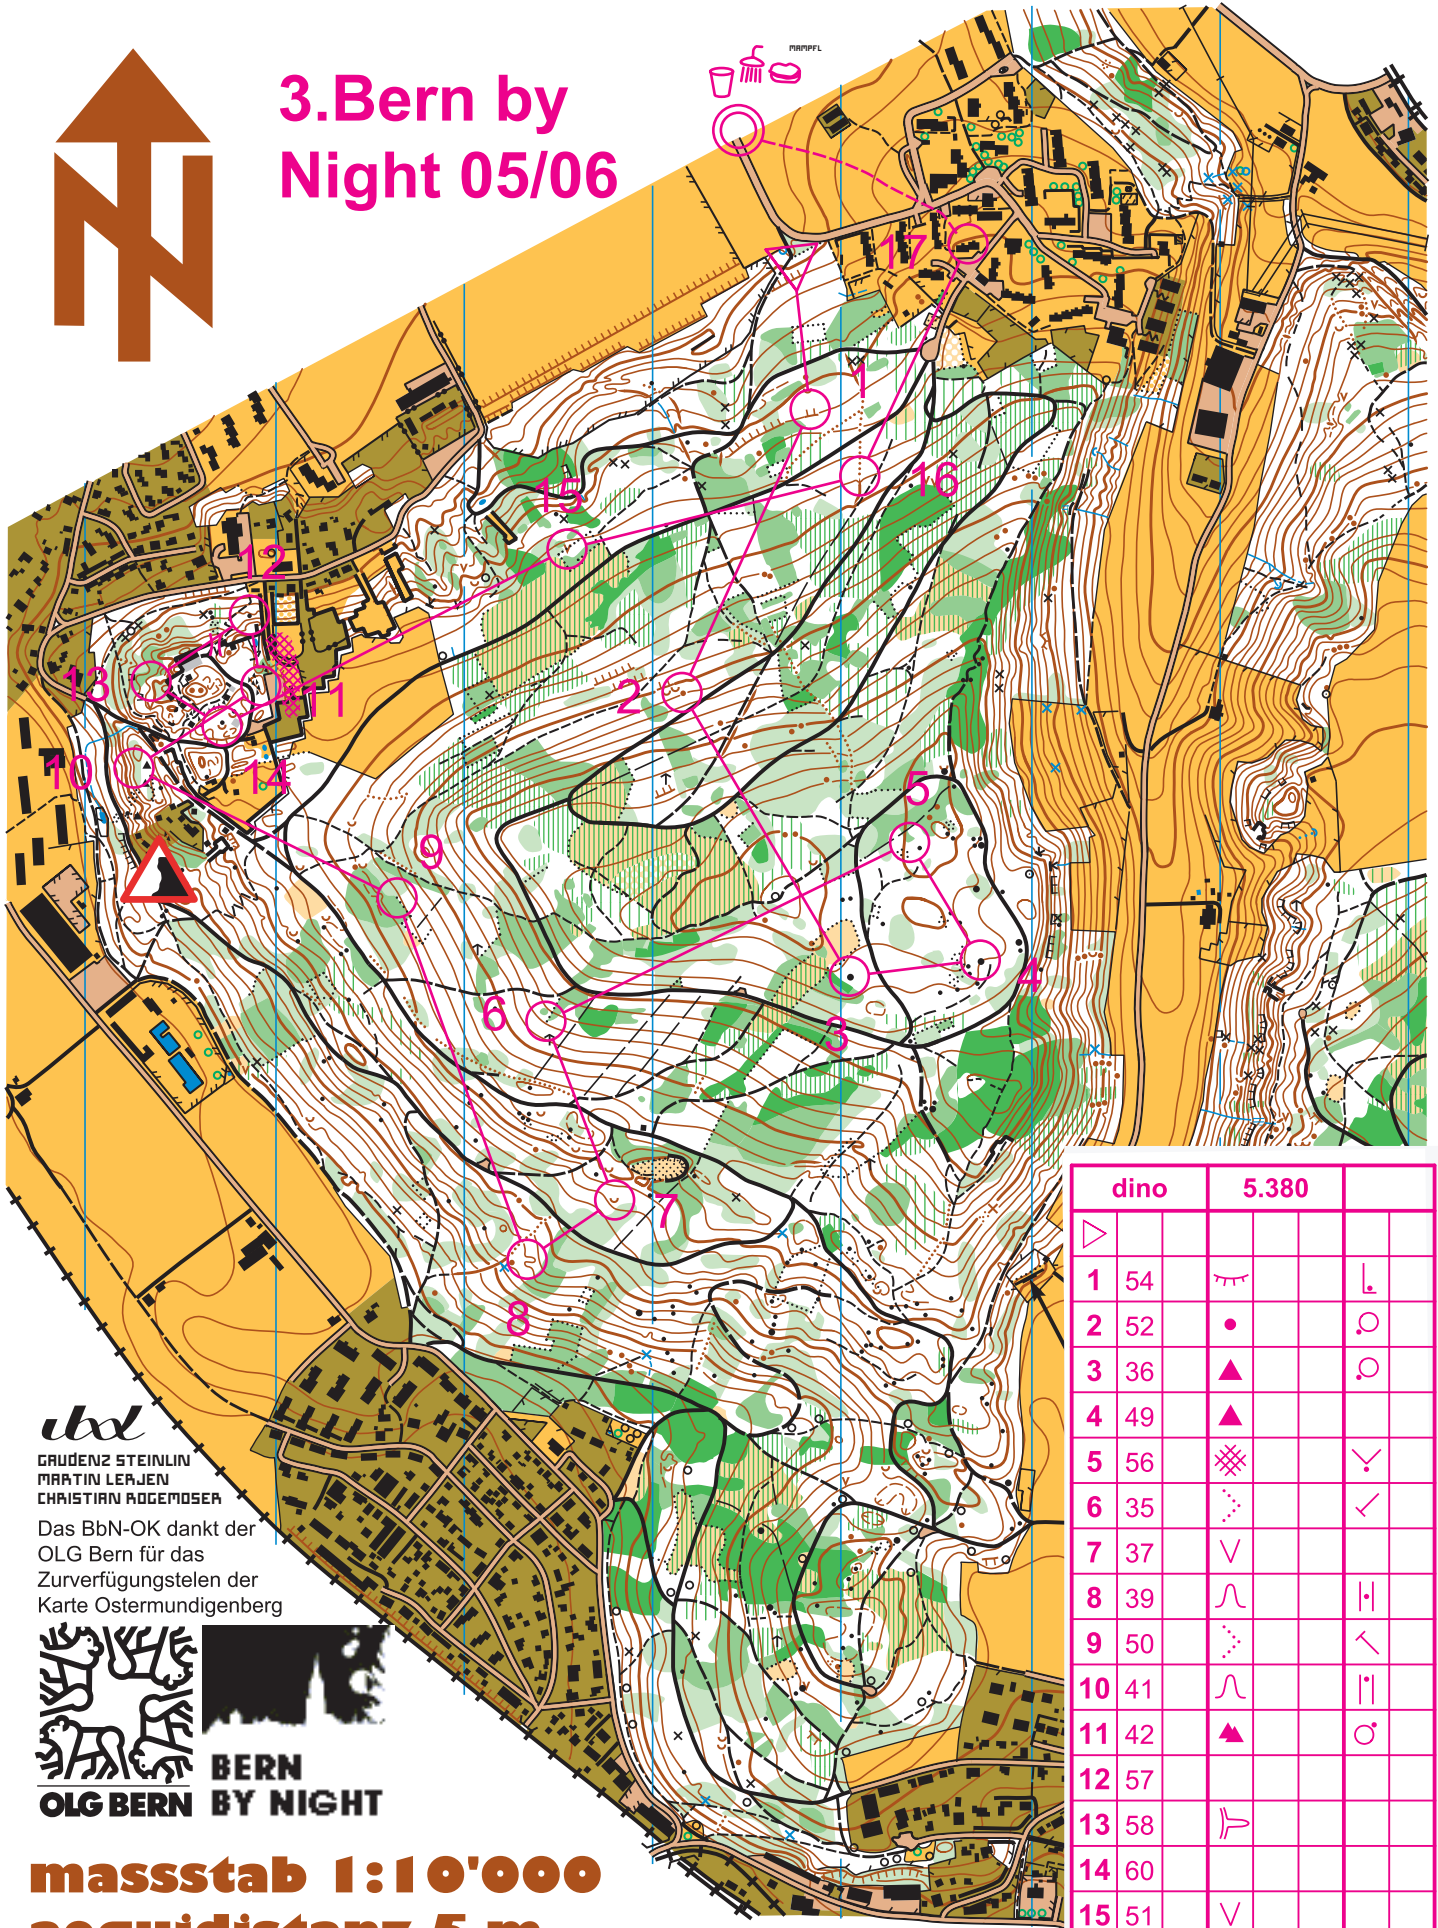 MAMPFL
3.Bern by
Night 05/06
17
1
16
15
12
2
13
11
10
14
5
9
4
6
3
7
8
dino 5.380
1 54
2 52
3 36
4 49
5 56
6 35
7 37
8 39
9 50
10 41
11 42
12 57
13 58
14 60
15 51
GAUDENZ STEINLIN
MARTIN LERJEN
CHRISTIAN ROGEMOSER
Das BbN-OK dankt der
OLG Bern für das
Zurverfügungstelen der
Karte Ostermundigenberg
OLG BERN
BERN
BY NIGHT
massstab 1:10'000
aequidistanz 5 m